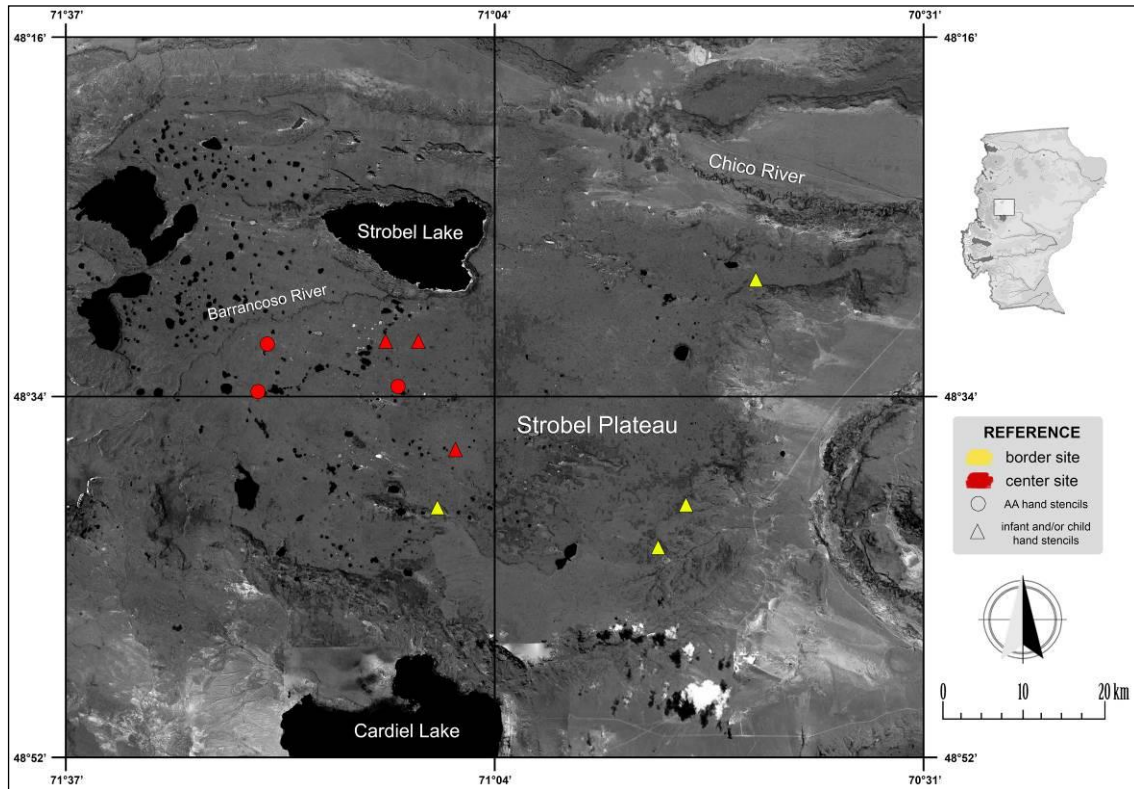 71°37'
71°04'
70°31'
48°16'
48°16'
Chico River
Strobel Lake
Barrancoso River
48°34'
48°34'
Strobel Plateau
REFERENCE
border site
center site
AA hand stencils
infant and/or child
hand stencils
Cardiel Lake
0 10 20 km
48°52'
48°52'
71°37'
71°04'
70°31'